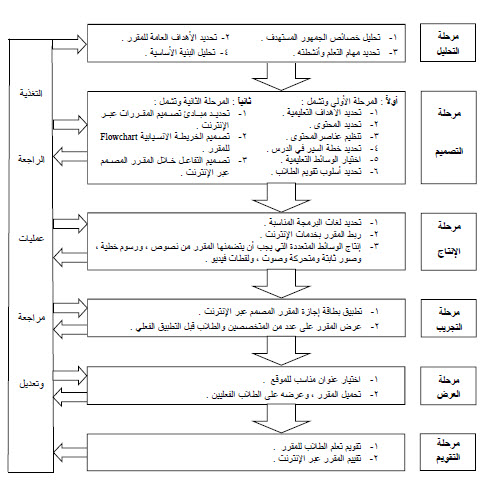 مرحلة
التحليل
١- تحليل خصائص الجمهور المستهدف .
٢- تحديد الأهداف العامة للمقرر .
٣- تحديد مهام التعلم وأنشطته .
٤- تحليل البنية الأساسية .
مرحلة
التصميم
أولاً : المرحلة الأولى وتشمل :
١- تحديد الأهداف التعليمية .
٢- تحديد المحتوى .
٣- تنظيم عناصر المحتوى .
٤- تحديد خطة السير في الدرس .
٥- اختيار الوسائط التعليمية .
٦- تحديد أسلوب تقويم الطلاب .
ثانياً : المرحلة الثانية وتشمل :
١- تحديد مبادئ تصميم المقررات عبر
الإنترنت .
٢- تصميم الخريطة الانسيابية Flowchart
للمقرر .
٣- تصميم التفاعل خلال المقرر المصمم
عبر الإنترنت .
مرحلة
الإنتاج
١- تحديد لغات البرمجة المناسبة .
٢- ربط المقرر بخدمات الإنترنت .
٣- إنتاج الوسائط المتعددة التي يجب أن يتضمنها المقرر من نصوص ، ورسوم خطية ،
وصور ثابتة ومتحركة وصوت ، ولقطات فيديو .
مرحلة
التجريب
١- تطبيق بطاقة إجازة المقرر المصمم عبر الإنترنت .
٢- عرض المقرر على عدد من المتخصصين والطلاب قبل التطبيق الفعلي .
مرحلة
العرض
١- اختيار عنوان مناسب للموقع .
٢- تحميل المقرر ، وعرضه على الطلاب الفعليين .
مرحلة
التقويم
١- تقويم تعلم الطلاب للمقرر .
٢- تقييم المقرر عبر الإنترنت .
التغذية
الراجعة
عمليات
مراجعة
وتعديل